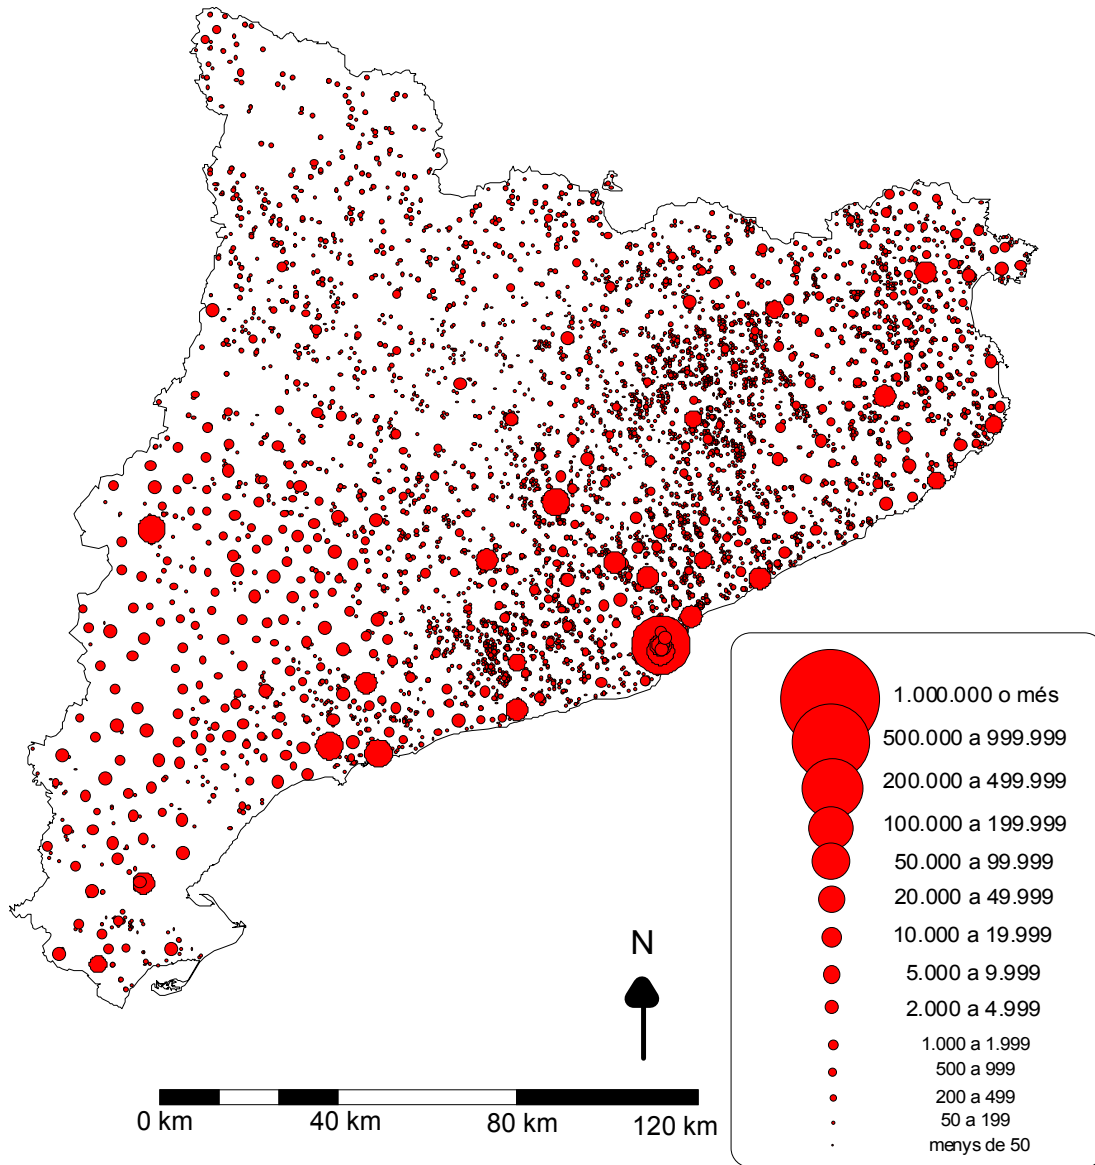 1.000.000 o més
500.000 a 999.999
200.000 a 499.999
100.000 a 199.999
50.000 a 99.999
20.000 a 49.999
10.000 a 19.999
5.000 a 9.999
2.000 a 4.999
1.000 a 1.999
500 a 999
200 a 499
50 a 199
menys de 50
N
0 km 40 km 80 km 120 km